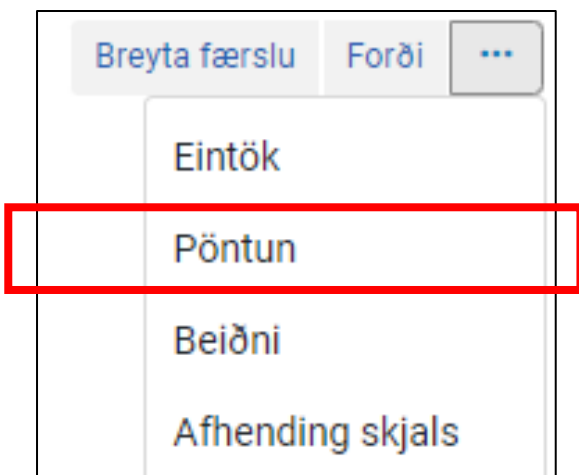 Breyta færslu Forði ...
Eintök
Pöntun
Beiðni
Afhending skjals